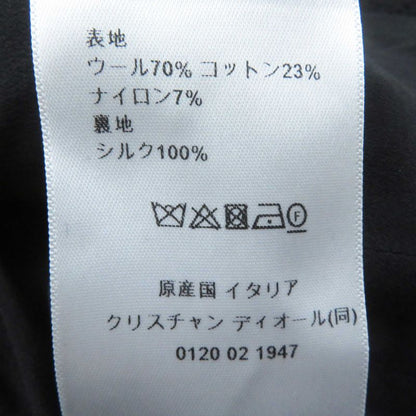 表地
ウール70% コットン23%
ナイロン7%
裏地
シルク100%
F
原産国 イタリア
クリスチャン ディオール(同)
0120 02 1947